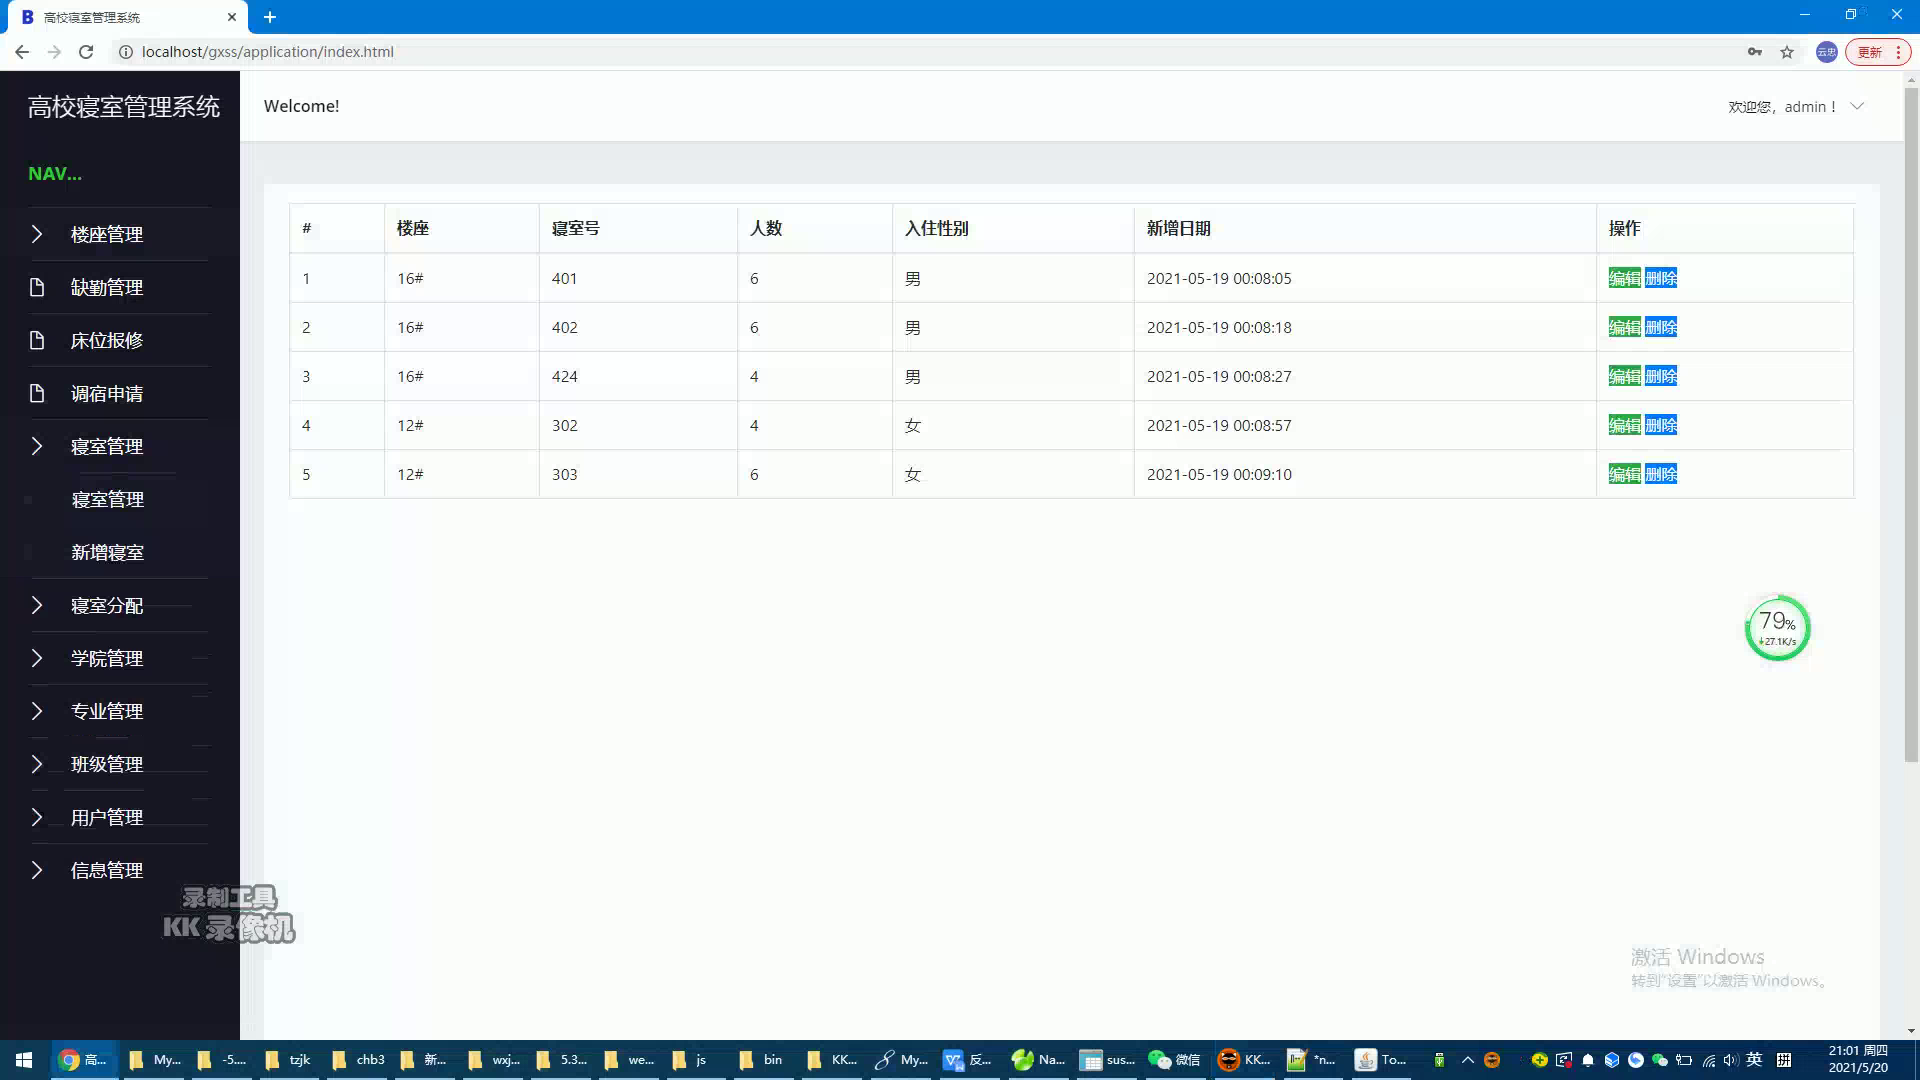 高校寝室管理系统
localhost/gxss/application/index.html
云忠
更新
高校寝室管理系统
Welcome!
欢迎您，admin！
NAV...
楼座管理
缺勤管理
床位报修
调宿申请
寝室管理
寝室管理
新增寝室
寝室分配
学院管理
专业管理
班级管理
用户管理
信息管理
# 楼座 寝室号 人数 入住性别 新增日期 操作
1 16# 401 6 男 2021-05-19 00:08:05 编辑 删除
2 16# 402 6 男 2021-05-19 00:08:18 编辑 删除
3 16# 424 4 男 2021-05-19 00:08:27 编辑 删除
4 12# 302 4 女 2021-05-19 00:08:57 编辑 删除
5 12# 303 6 女 2021-05-19 00:09:10 编辑 删除
79%
27.1K/s
录制工具
KK 录像机
激活 Windows
转到"设置"以激活 Windows。
高... My... -5.... tzjk chb3 新... wxj... 5.3... we... js bin KK... My... 反... Na... sus... 微信 KK... *n... To... 英
21:01 周四
2021/5/20